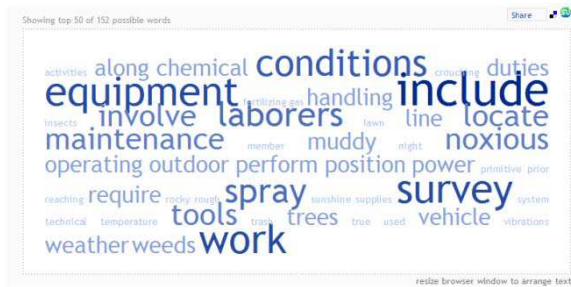 Showing top 50 of 152 possible words
Share
activities along chemical conditions crouching duties
equipment fertilizing gas handling include
insects involve laborers lawn line locate
maintenance member muddy night noxious
operating outdoor perform position power primitive prior
reaching require rocky rough spray sunshine supplies survey system
technical temperature tools trash trees true used vehicle vibrations
weather weeds work
resize browser window to arrange text